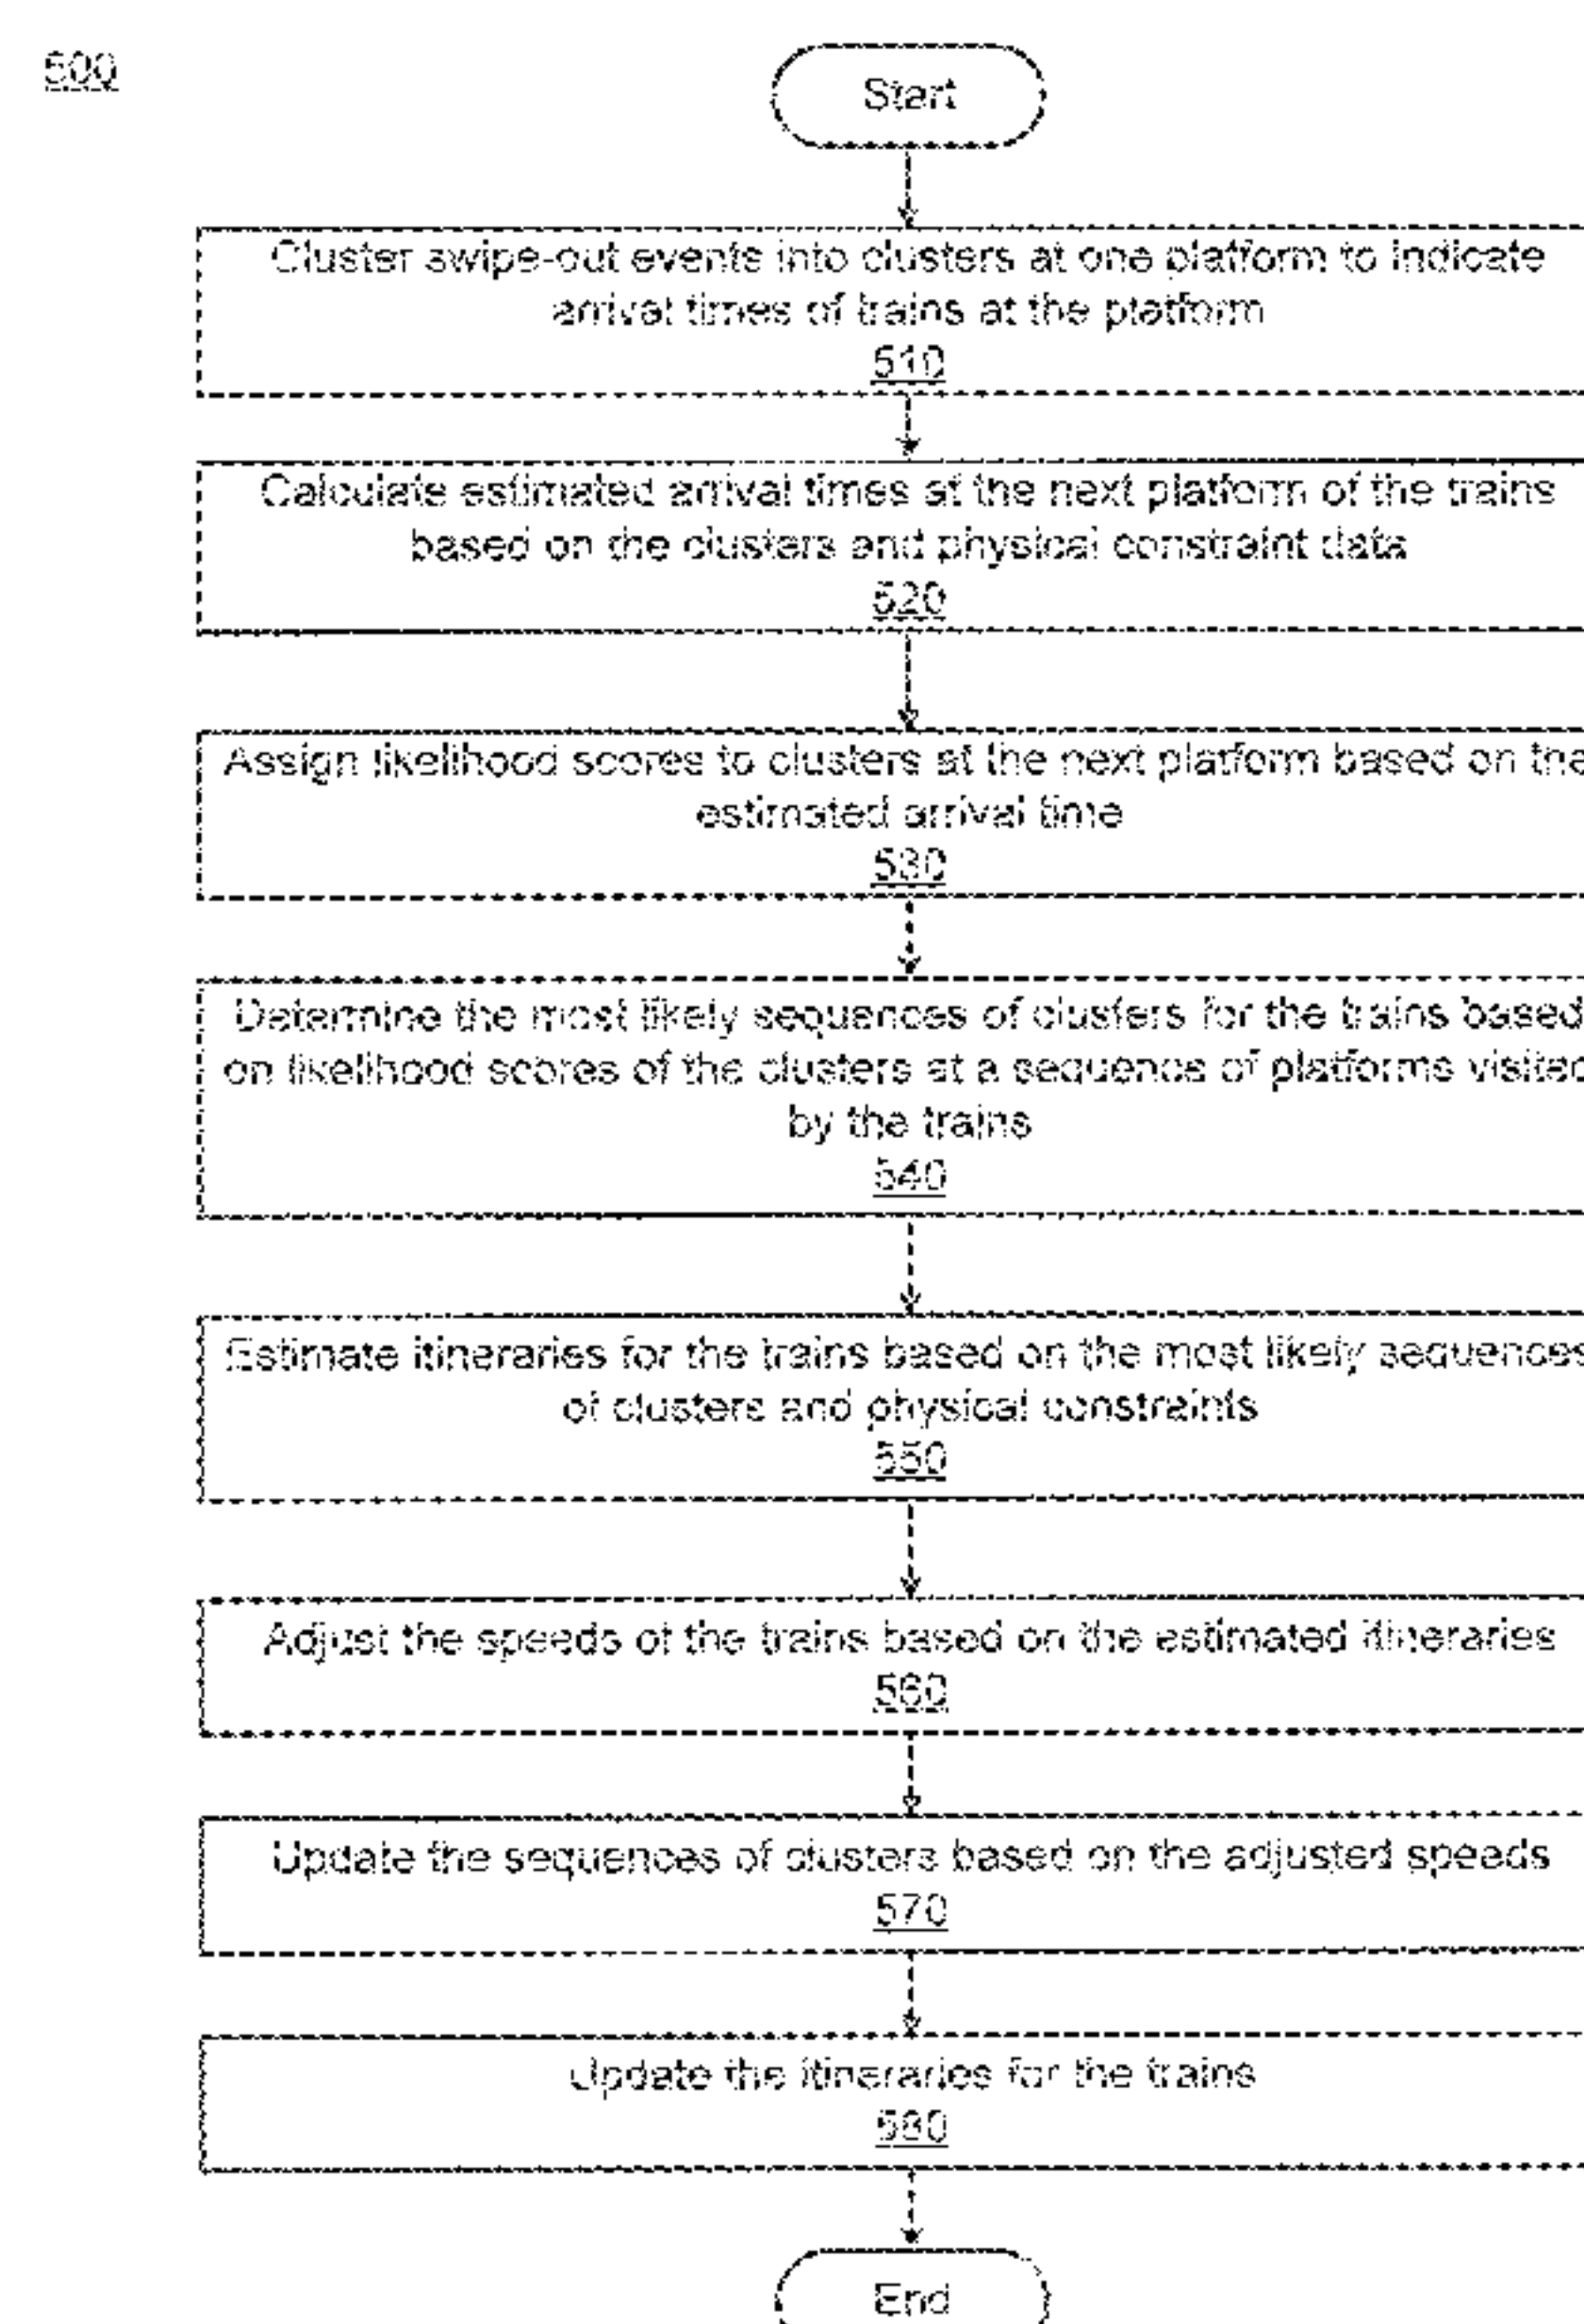 500
Start
Cluster swipe-out events into clusters at one platform to indicate
arrival times of trains at the platform
510
Calculate estimated arrival times at the next platform of the trains
based on the clusters and physical constraint data
520
Assign likelihood scores to clusters at the next platform based on the
estimated arrival time
530
Determine the most likely sequences of clusters for the trains based
on likelihood scores of the clusters at a sequence of platforms visited
by the trains
540
Estimate itineraries for the trains based on the most likely sequences
of clusters and physical constraints
550
Adjust the speeds of the trains based on the estimated itineraries
560
Update the sequences of clusters based on the adjusted speeds
570
Update the itineraries for the trains
580
End